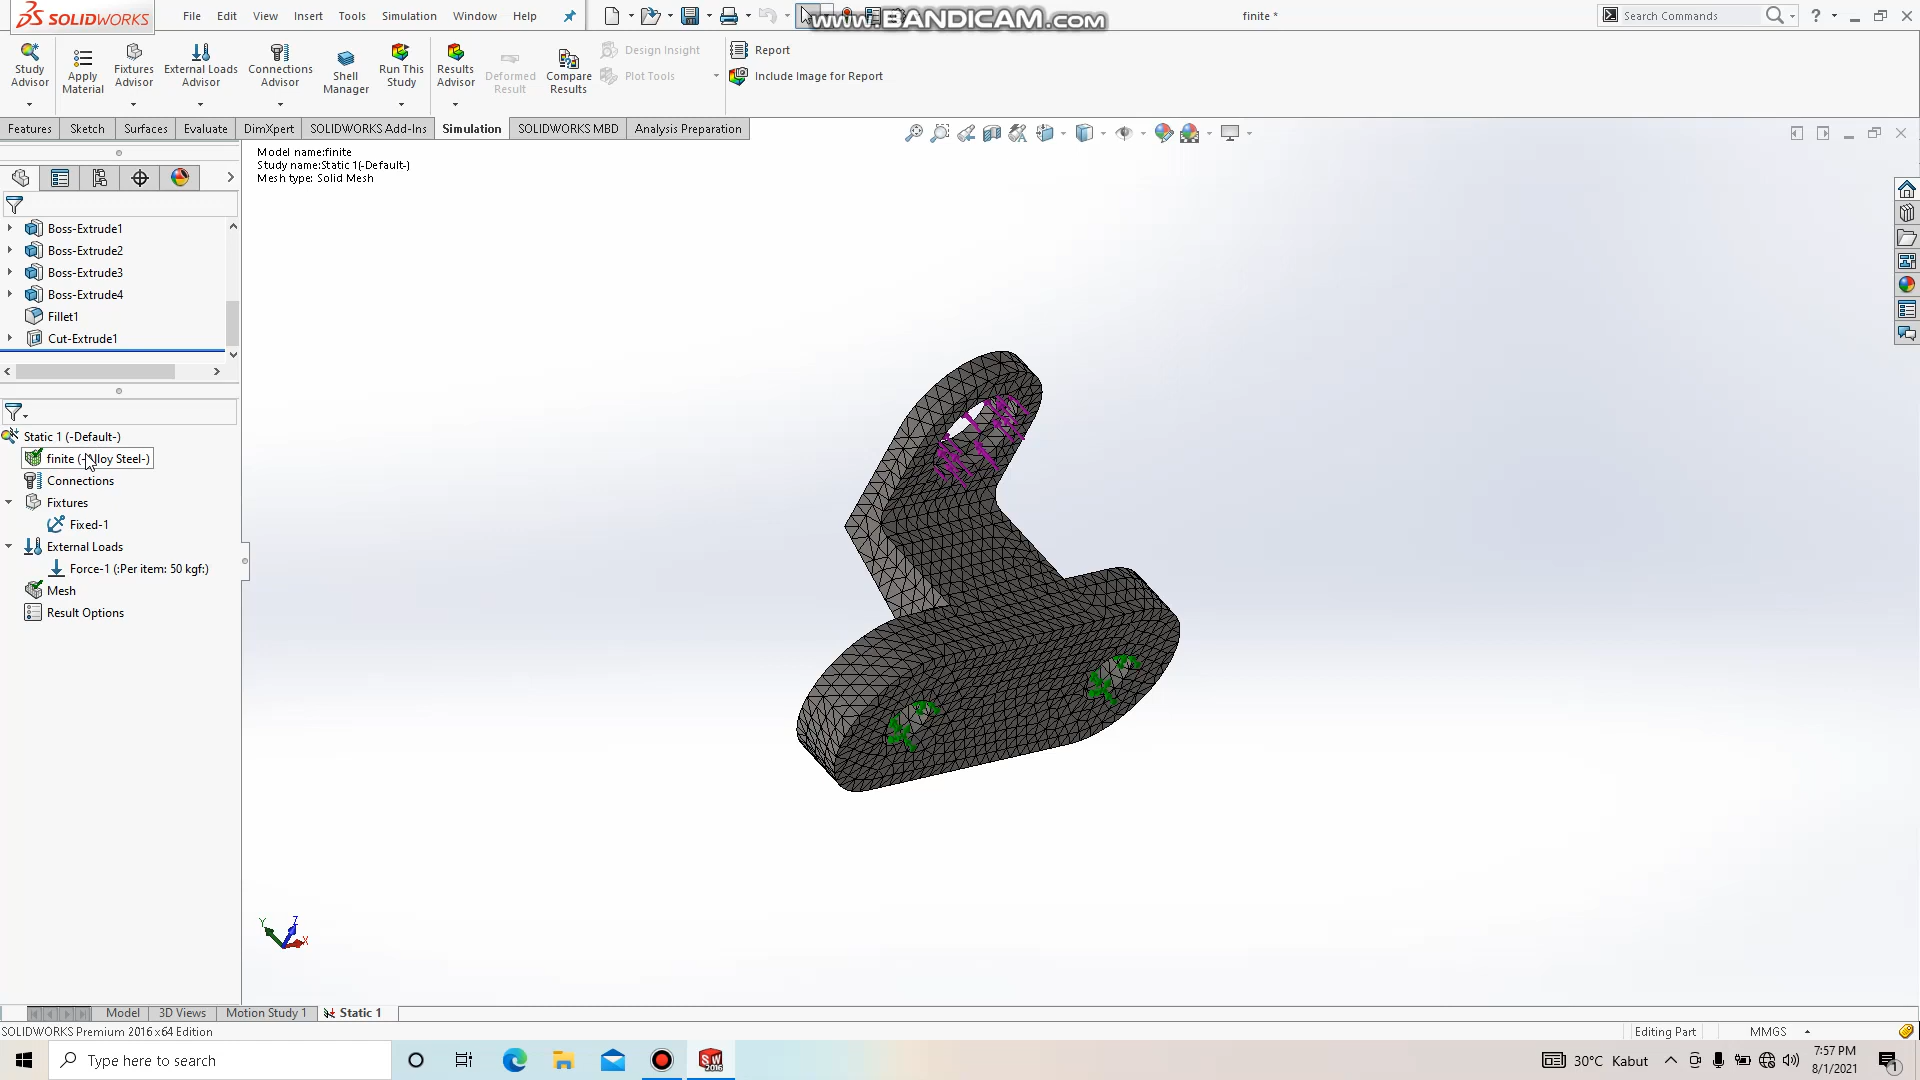 SOLIDWORKS
File Edit View Insert Tools Simulation Window Help
www.BANDICAM.com
finite *
Search Commands
Study Advisor
Apply Material
Fixtures Advisor
External Loads Advisor
Connections Advisor
Shell Manager
Run This Study
Results Advisor
Deformed Result
Compare Results
Design Insight
Plot Tools
Report
Include Image for Report
Features Sketch Surfaces Evaluate DimXpert SOLIDWORKS Add-Ins Simulation SOLIDWORKS MBD Analysis Preparation
Model name:finite
Study name:Static 1(-Default-)
Mesh type: Solid Mesh
Boss-Extrude1
Boss-Extrude2
Boss-Extrude3
Boss-Extrude4
Fillet1
Cut-Extrude1
Static 1 (-Default-)
finite (-Alloy Steel-)
Connections
Fixtures
Fixed-1
External Loads
Force-1 (:Per item: 50 kgf:)
Mesh
Result Options
Y Z X
Model 3D Views Motion Study 1 Static 1
SOLIDWORKS Premium 2016 x64 Edition
Editing Part MMGS
Type here to search
SW 2016
30°C Kabut
7:57 PM
8/1/2021
1